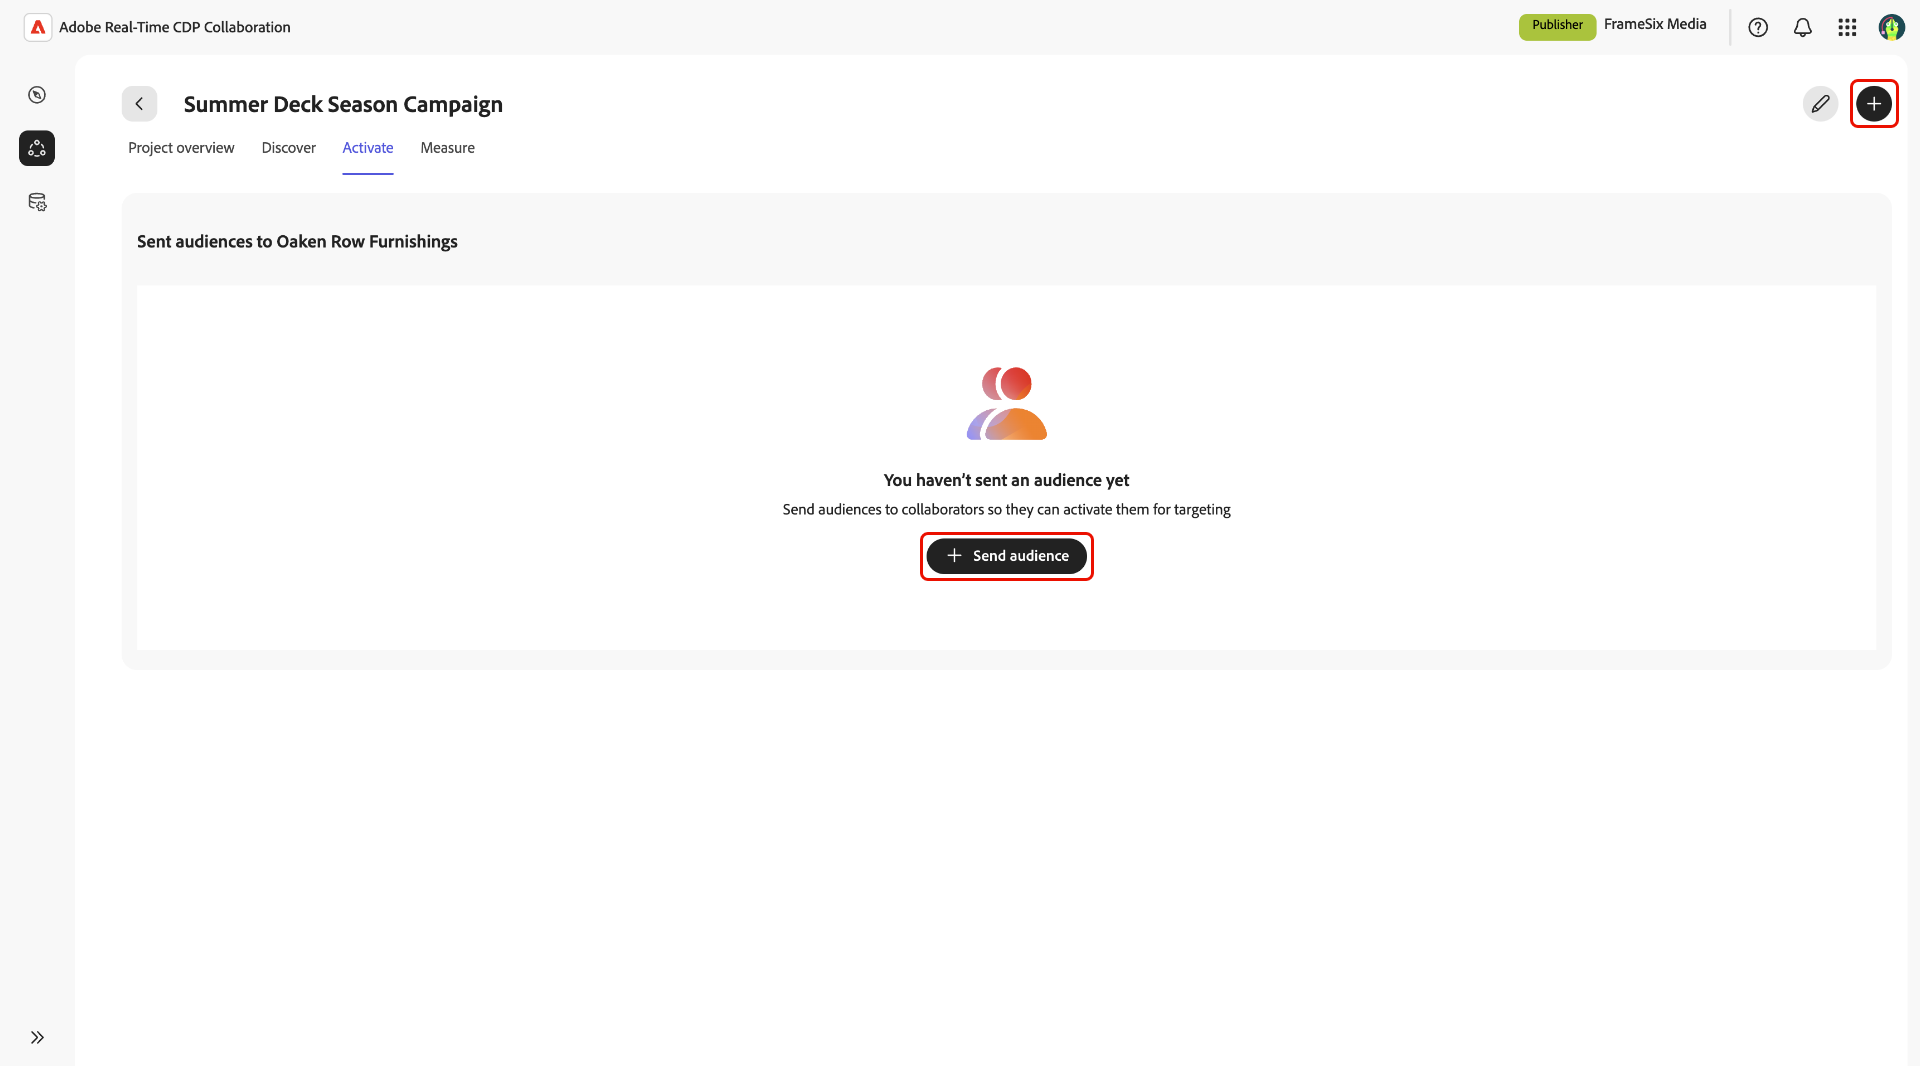 Adobe Real-Time CDP Collaboration
Publisher
FrameSix Media
Summer Deck Season Campaign
Project overview
Discover
Activate
Measure
Sent audiences to Oaken Row Furnishings
You haven’t sent an audience yet
Send audiences to collaborators so they can activate them for targeting
Send audience